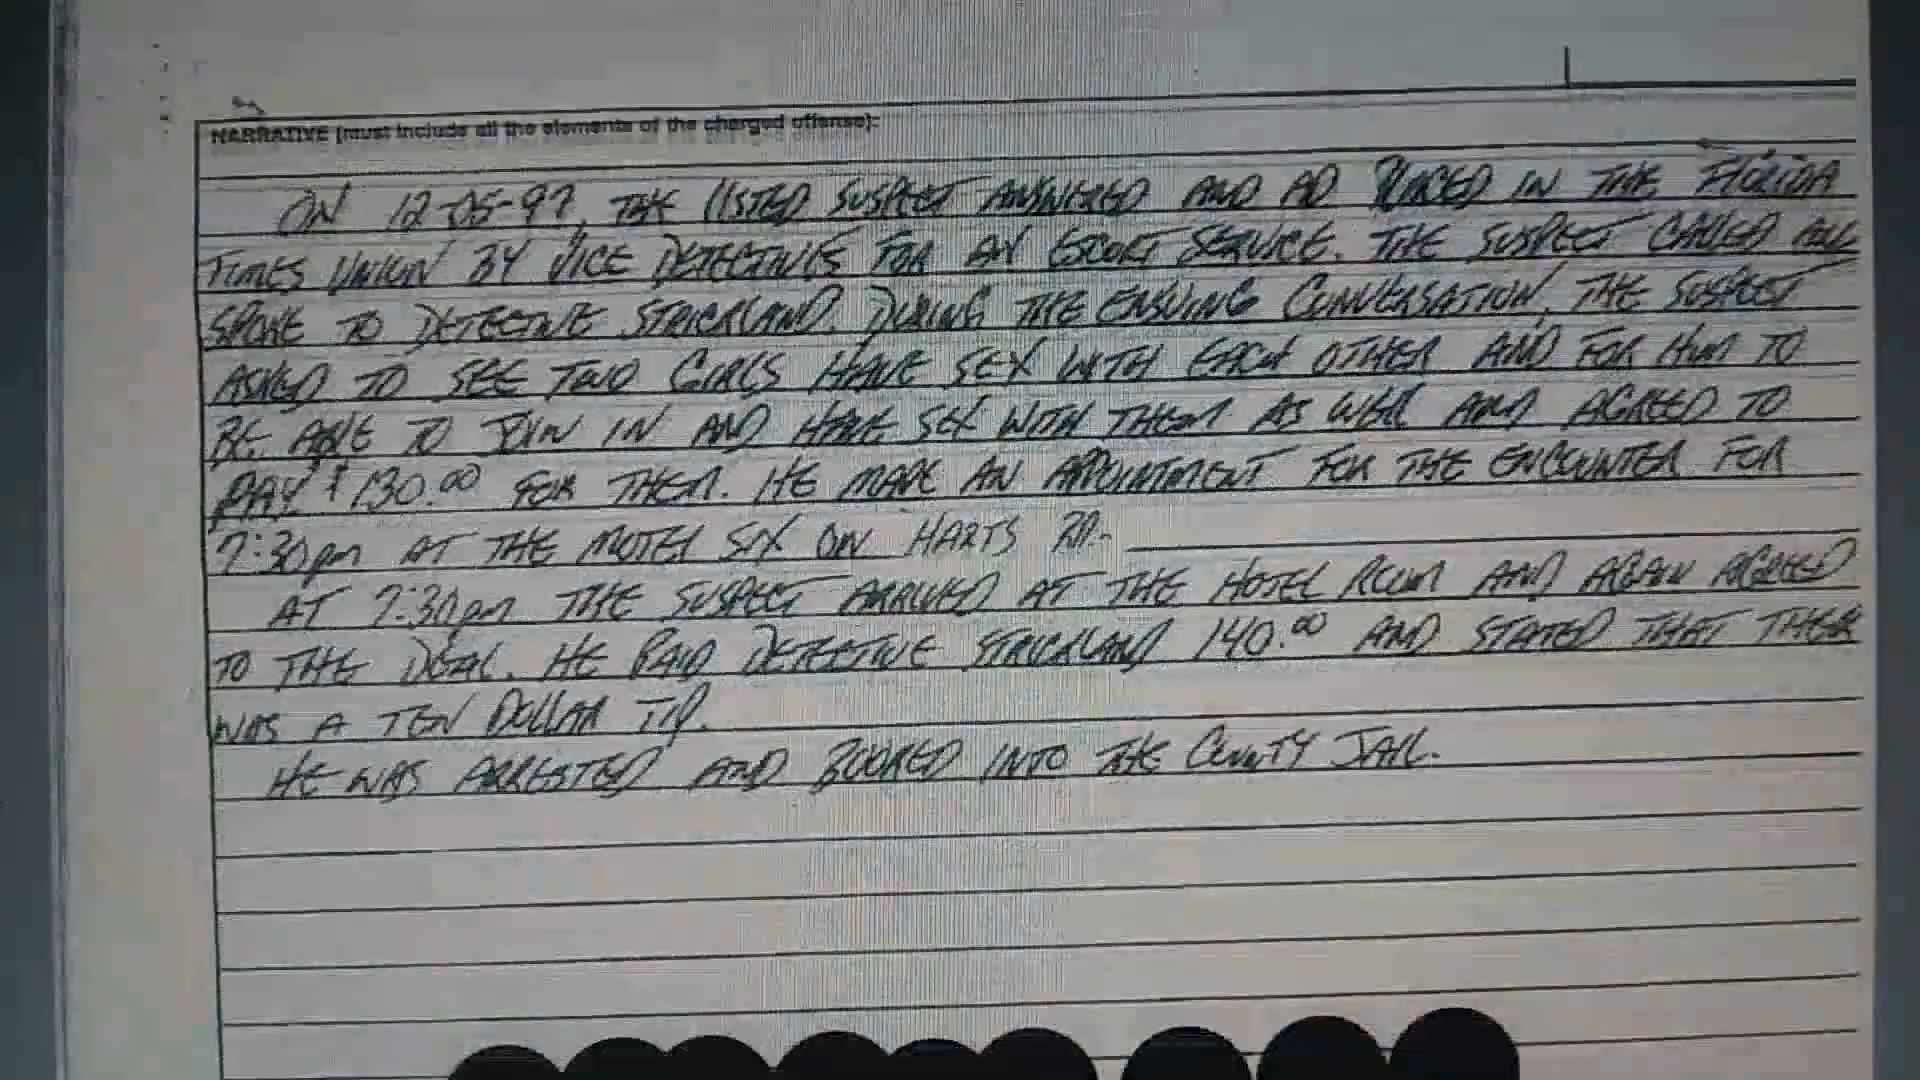 NARRATIVE (must include all the elements of the charged offense):
ON 12-05-97, THE LISTED SUSPECT ANSWERED AND AD PLACED IN THE FLORIDA
TIMES UNION BY VICE DETECTIVES FOR AN ESCORT SERVICE. THE SUSPECT CALLED AND
SPOKE TO DETECTIVE STRICKLAND. DURING THE ENSUING CONVERSATION, THE SUSPECT
ASKED TO SEE TWO GIRLS HAVE SEX WITH EACH OTHER AND FOR HIM TO
BE ABLE TO JOIN IN AND HAVE SEX WITH THEM AS WELL AND AGREED TO
PAY $130.00 FOR THEM. HE MADE AN APPOINTMENT FOR THE ENCOUNTER FOR
7:30pm AT THE MOTEL SIX ON HARTS RD.
AT 7:30pm THE SUSPECT ARRIVED AT THE HOTEL ROOM AND AGAIN AGREED
TO THE DEAL. HE PAID DETECTIVE STRICKLAND 140.00 AND STATED THAT THERE
WAS A TEN DOLLAR TIP.
HE WAS ARRESTED AND BOOKED INTO THE COUNTY JAIL.